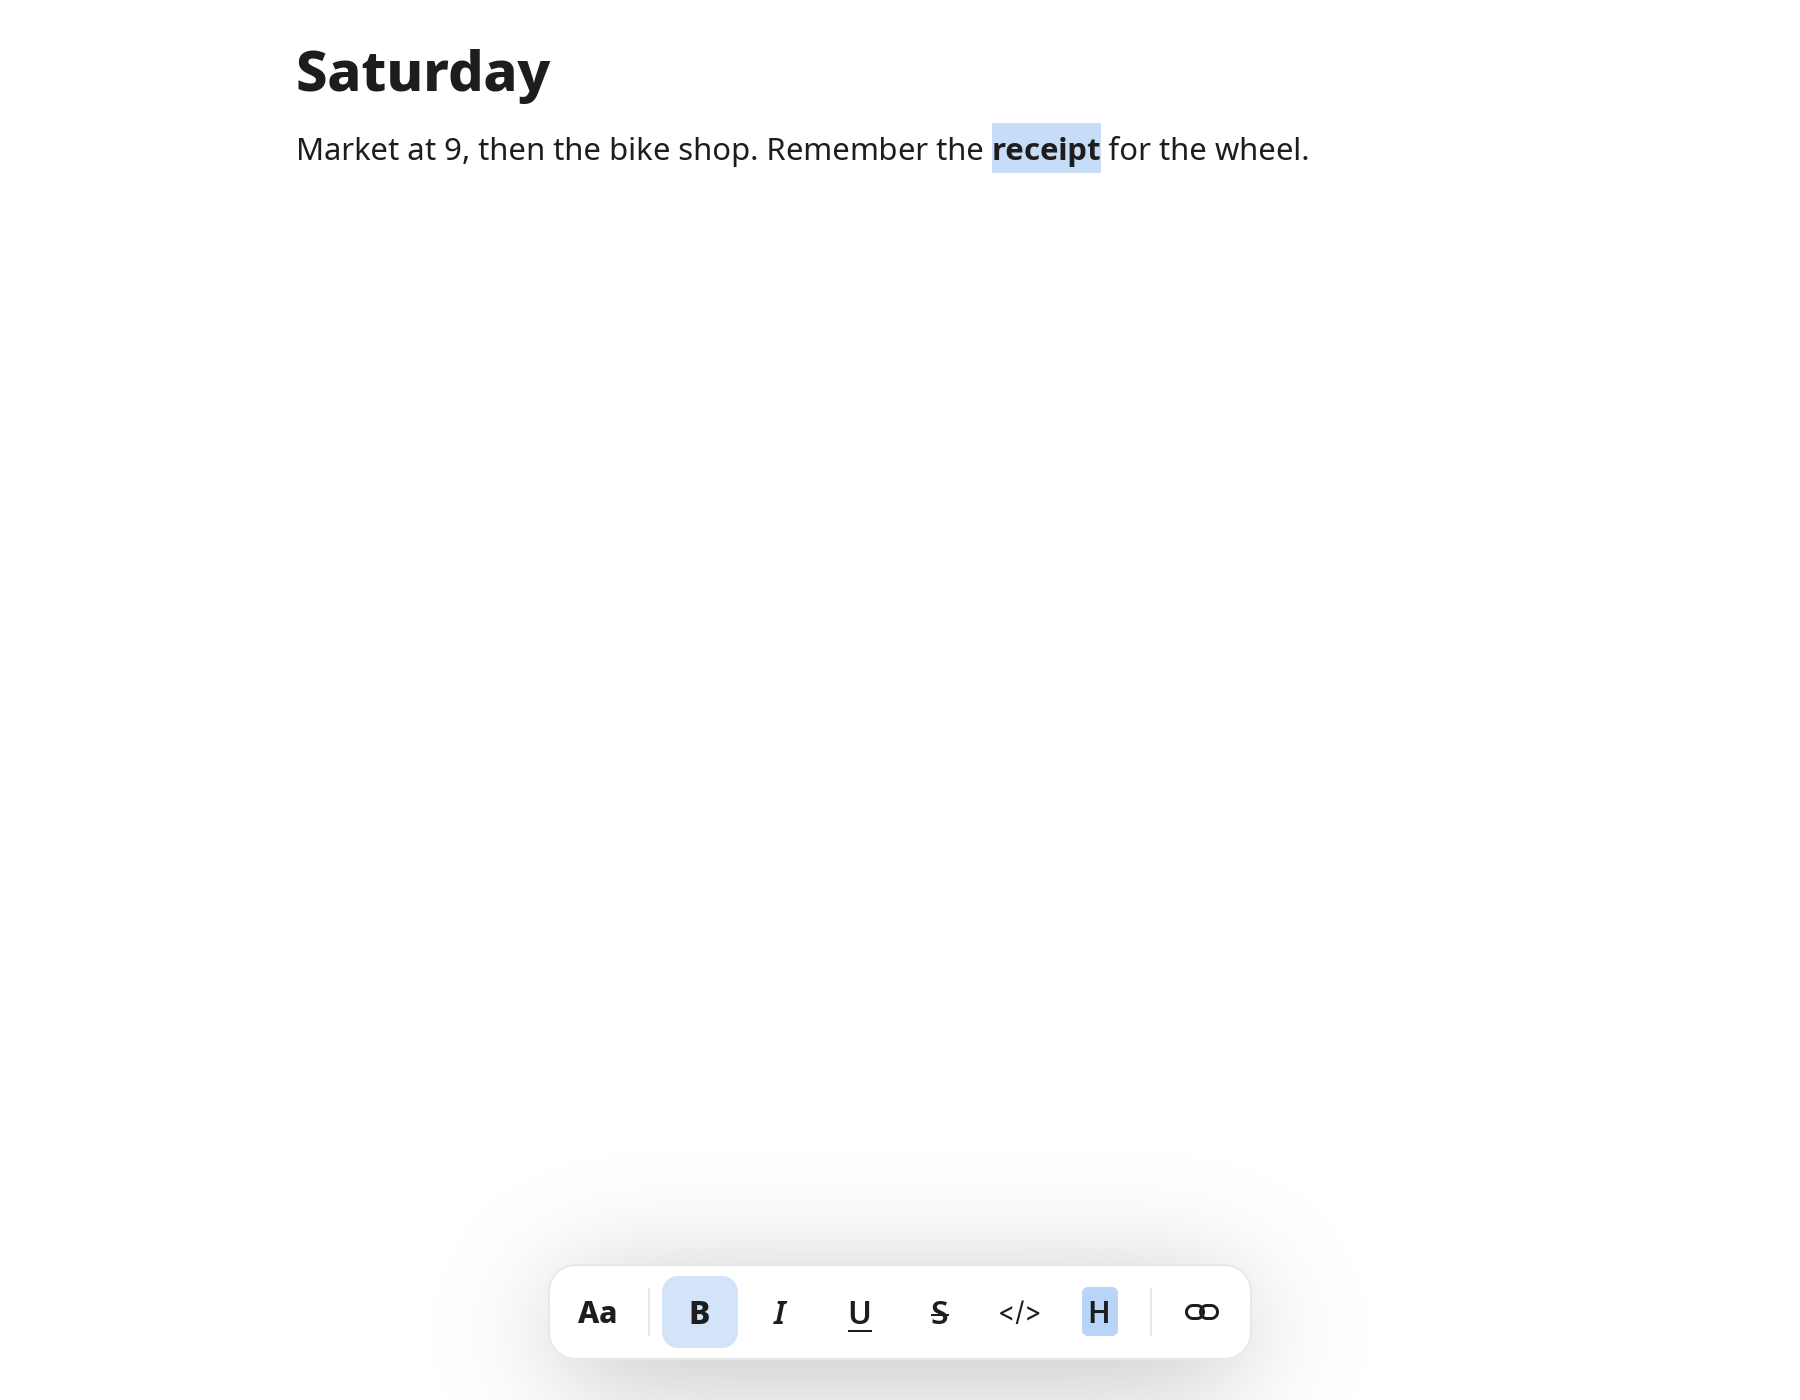 Saturday
Market at 9, then the bike shop. Remember the receipt for the wheel.
Aa B I U S </> H